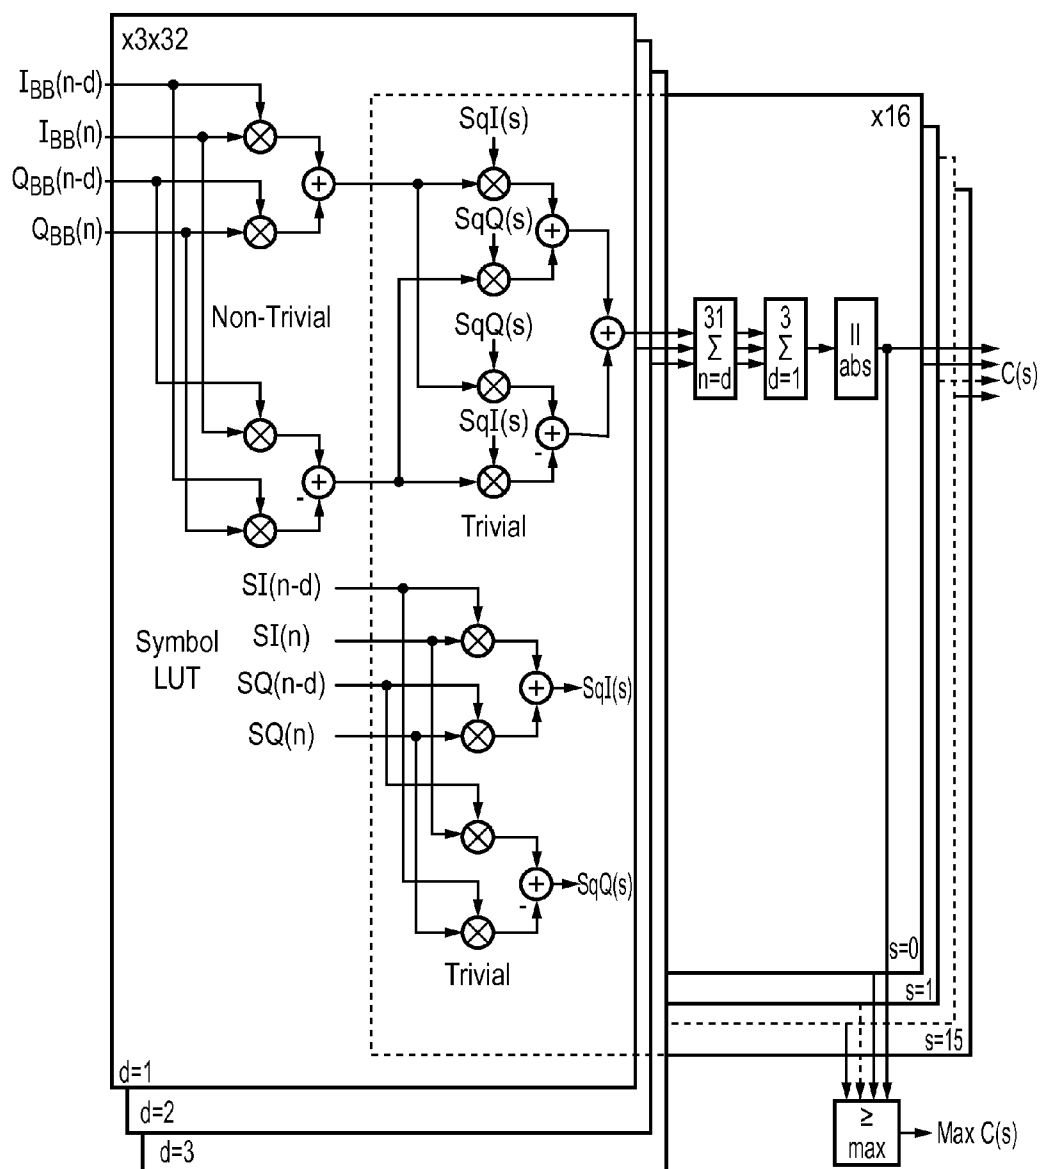 x3x32
I_BB(n-d)
I_BB(n)
Q_BB(n-d)
Q_BB(n)
Non-Trivial
SqI(s)
SqQ(s)
SqQ(s)
SqI(s)
Trivial
x16
31
Σ
n=d
3
Σ
d=1
||
abs
C(s)
Symbol
LUT
SI(n-d)
SI(n)
SQ(n-d)
SQ(n)
SqI(s)
SqQ(s)
Trivial
s=0
s=1
s=15
d=1
d=2
d=3
≥
max
Max C(s)